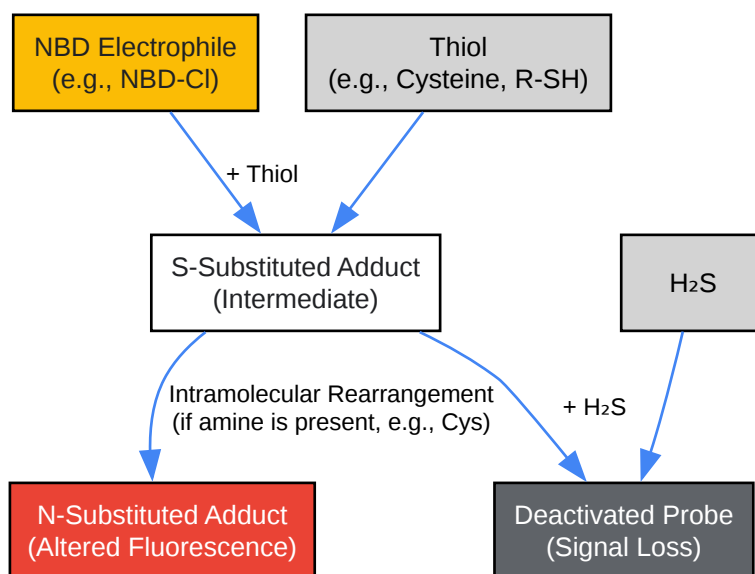 NBD Electrophile
(e.g., NBD-Cl)
Thiol
(e.g., Cysteine, R-SH)
+ Thiol
S-Substituted Adduct
(Intermediate)
H₂S
Intramolecular Rearrangement
(if amine is present, e.g., Cys)
+ H₂S
N-Substituted Adduct
(Altered Fluorescence)
Deactivated Probe
(Signal Loss)